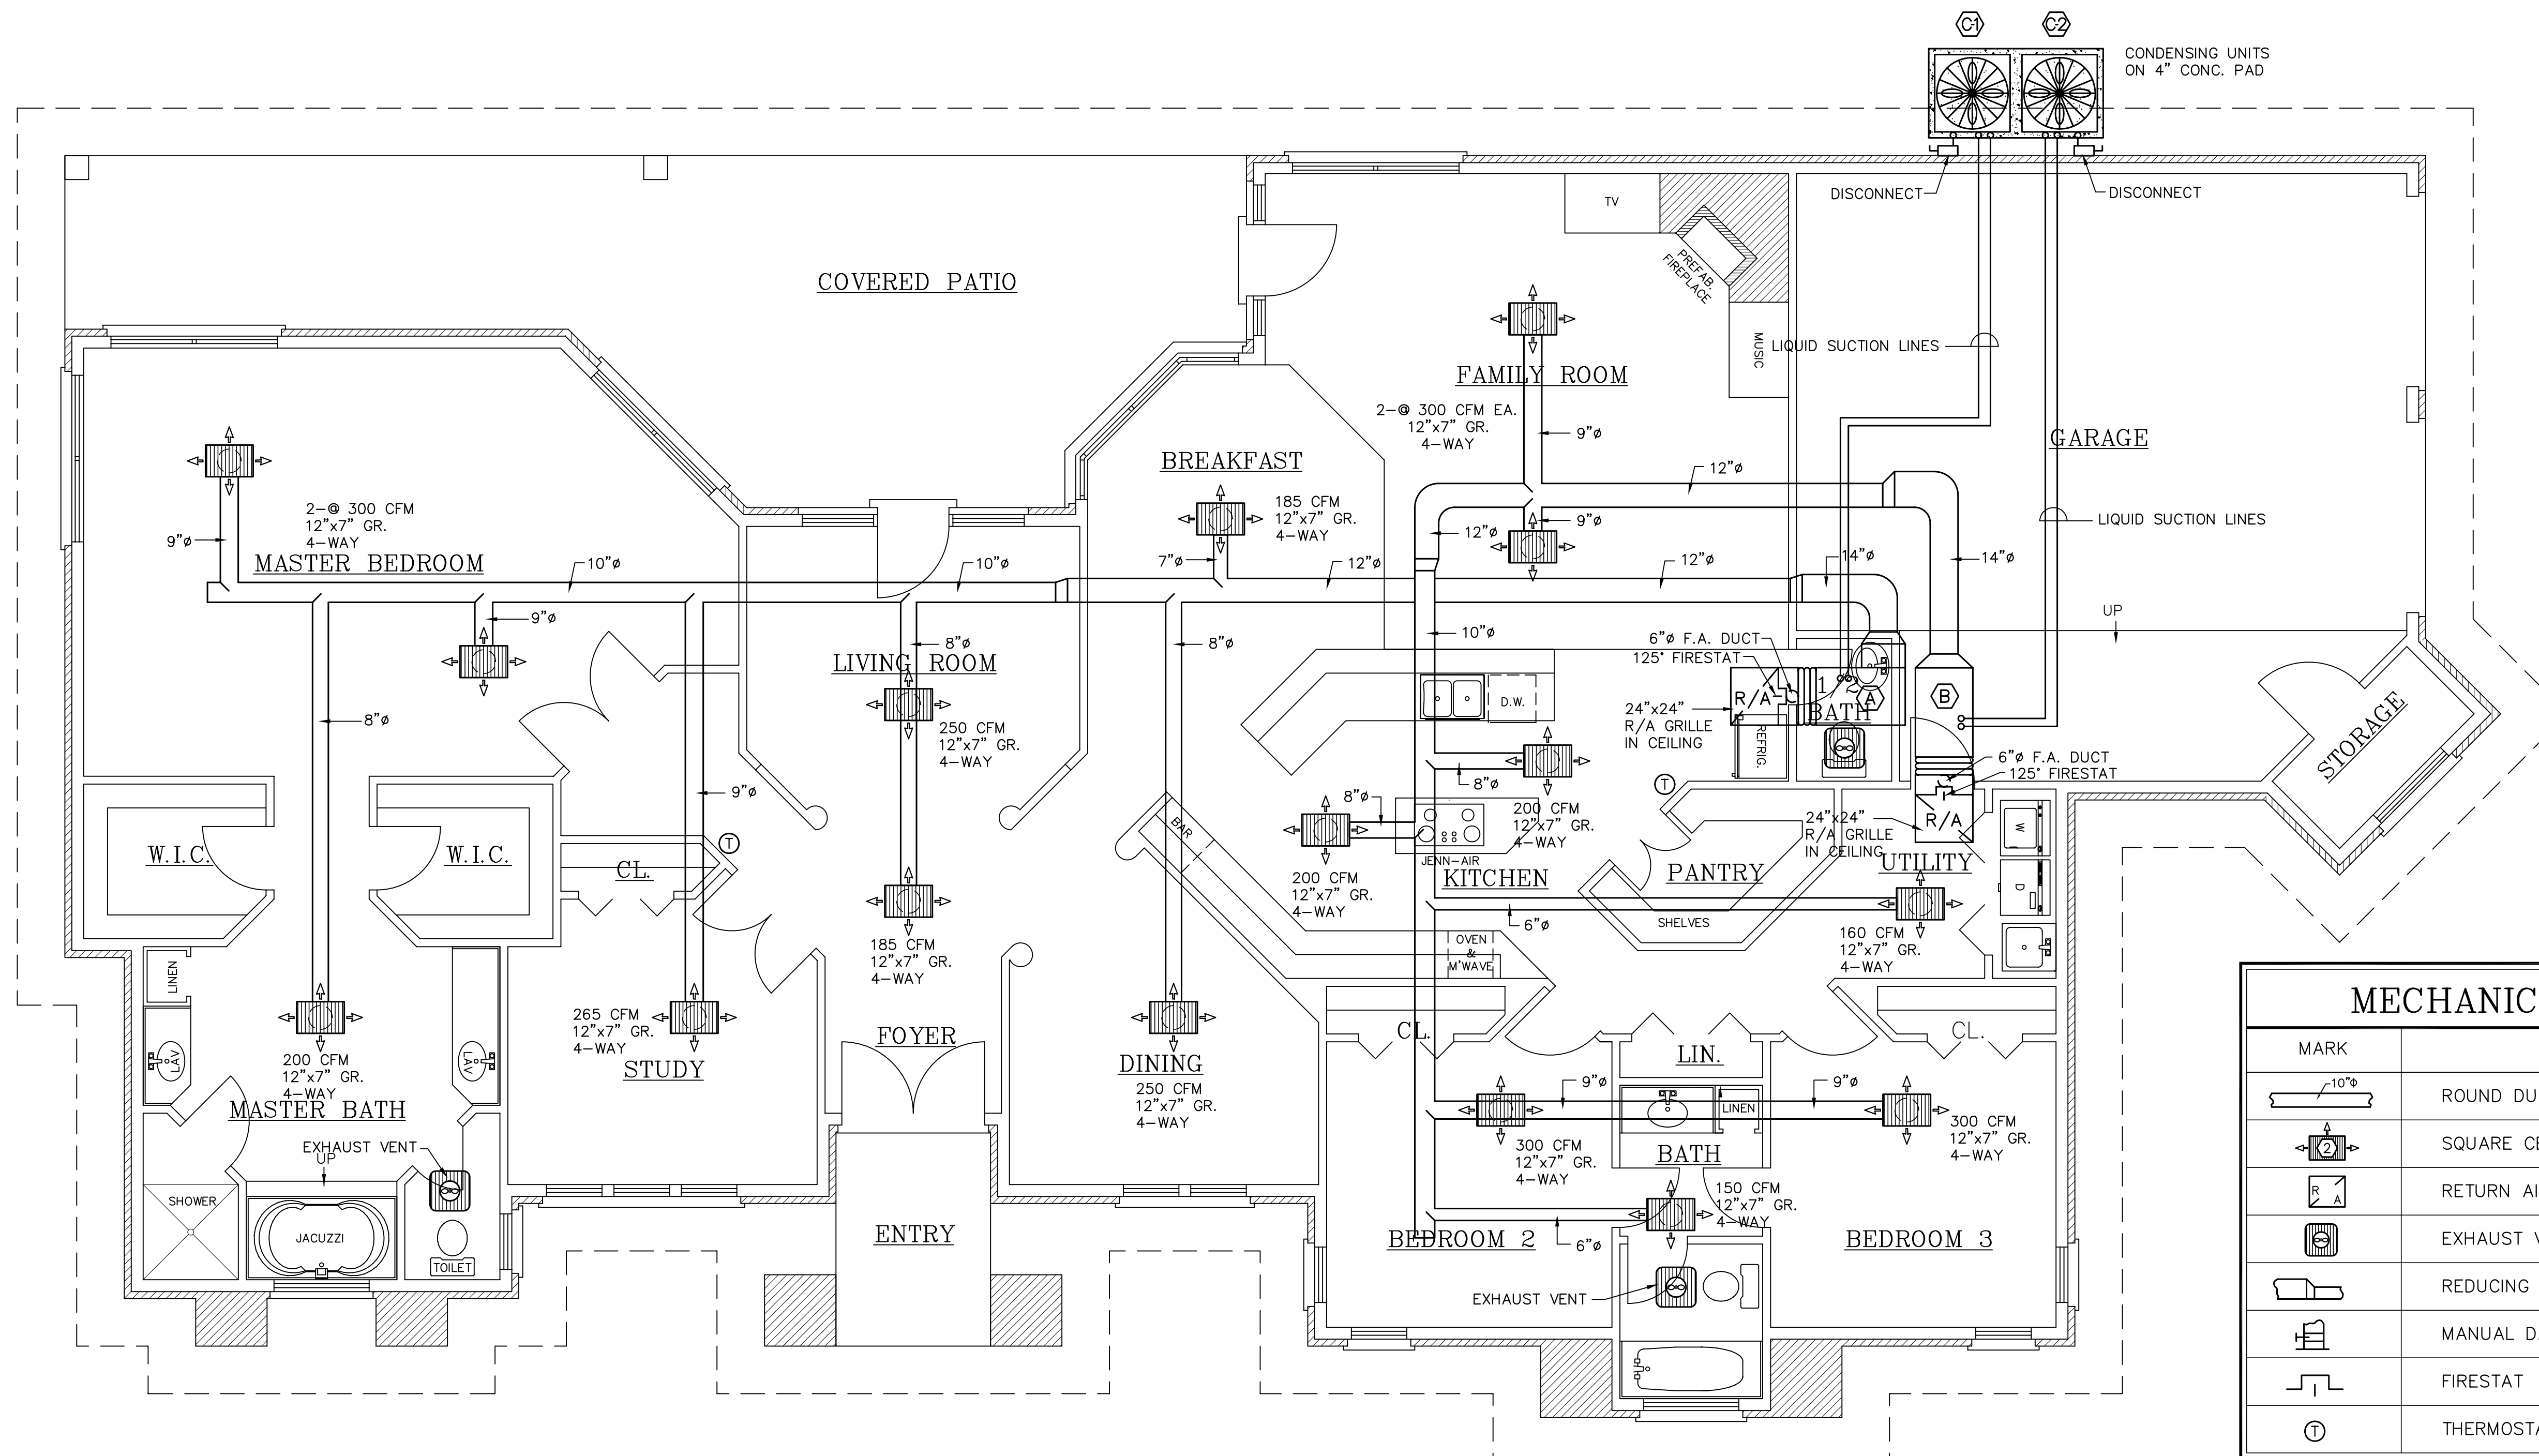 C-1
C-2
CONDENSING UNITS
ON 4" CONC. PAD
DISCONNECT
DISCONNECT
TV
PREFAB.
FIREPLACE
MUSIC
COVERED PATIO
LIQUID SUCTION LINES
FAMILY ROOM
2-@ 300 CFM EA.
12"x7" GR.
4-WAY
9"ø
GARAGE
BREAKFAST
12"ø
185 CFM
12"x7" GR.
4-WAY
2-@ 300 CFM
12"x7" GR.
4-WAY
9"ø
MASTER BEDROOM
9"ø
LIQUID SUCTION LINES
12"ø
10"ø
10"ø
7"ø
12"ø
12"ø
14"ø
14"ø
9"ø
8"ø
8"ø
10"ø
UP
LIVING ROOM
6"ø F.A. DUCT
125° FIRESTAT
R/A
1
2
A
B
BATH
24"x24"
R/A GRILLE
IN CEILING
REFRIG.
D.W.
8"ø
250 CFM
12"x7" GR.
4-WAY
STORAGE
6"ø F.A. DUCT
125° FIRESTAT
T
8"ø
9"ø
8"ø
200 CFM
12"x7" GR.
4-WAY
24"x24"
R/A GRILLE
IN CEILING
R/A
W
BAR
T
W.I.C.
W.I.C.
CL.
JENN-AIR
KITCHEN
PANTRY
UTILITY
D
200 CFM
12"x7" GR.
4-WAY
SHELVES
6"ø
160 CFM
12"x7" GR.
4-WAY
185 CFM
12"x7" GR.
4-WAY
OVEN
&
M'WAVE
LINEN
265 CFM
12"x7" GR.
4-WAY
FOYER
CL.
CL.
LAV
LAV
200 CFM
12"x7" GR.
4-WAY
STUDY
DINING
250 CFM
12"x7" GR.
4-WAY
LIN.
9"ø
9"ø
LINEN
MASTER BATH
EXHAUST VENT
UP
300 CFM
12"x7" GR.
4-WAY
BATH
300 CFM
12"x7" GR.
4-WAY
150 CFM
12"x7" GR.
4-WAY
SHOWER
JACUZZI
TOILET
ENTRY
BEDROOM 2
6"ø
BEDROOM 3
EXHAUST VENT
MECHANIC
MARK
10"ø
ROUND DU
2
SQUARE CE
R A
RETURN AI
EXHAUST V
REDUCING
MANUAL DA
FIRESTAT
T
THERMOSTA